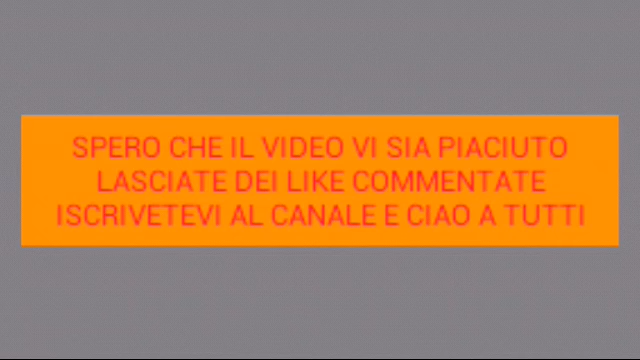 SPERO CHE IL VIDEO VI SIA PIACIUTO
LASCIATE DEI LIKE COMMENTATE
ISCRIVETEVI AL CANALE E CIAO A TUTTI